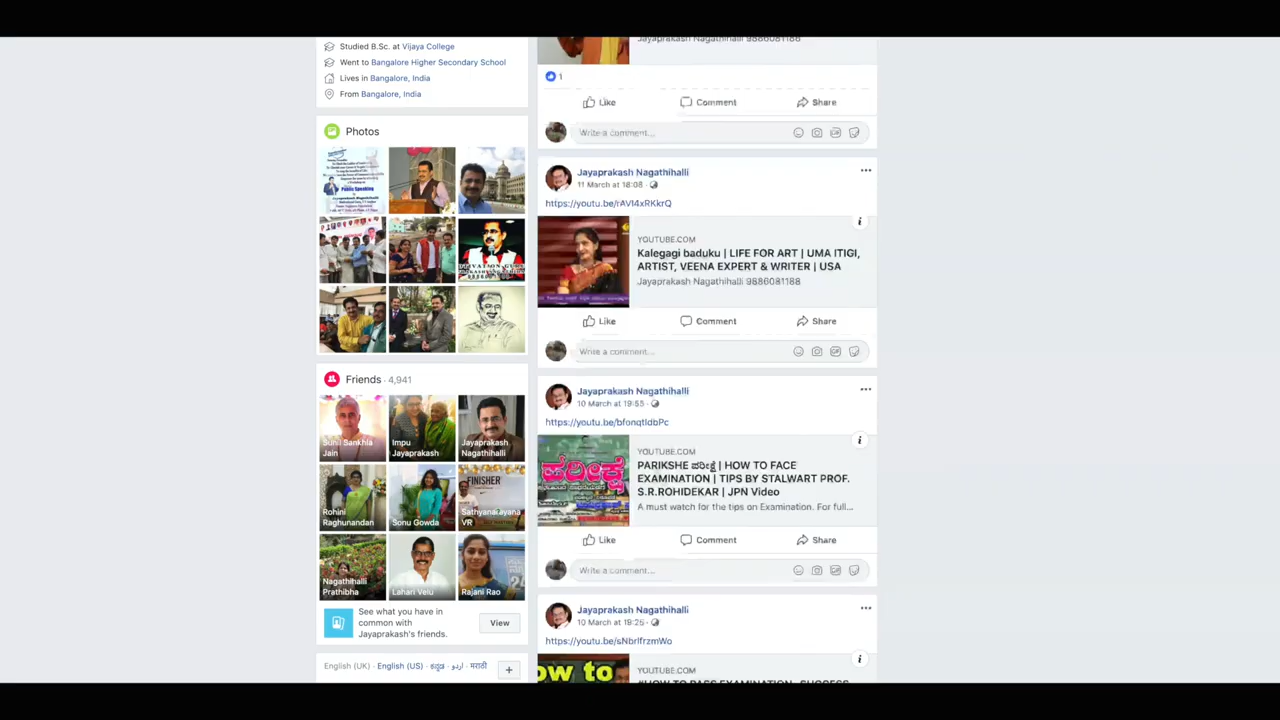 Studied B.Sc. at Vijaya College
Went to Bangalore Higher Secondary School
Lives in Bangalore, India
From Bangalore, India
Photos
Public Speaking
Friends · 4,941
Sunil Sankhla
Jain
Impu
Jayaprakash
Jayaprakash
Nagathihalli
Rohini
Raghunandan
Sonu Gowda
FINISHER
Sathyanarayana
VR
Nagathihalli
Prathibha
Lahari Velu
Rajani Rao
See what you have in
common with
Jayaprakash's friends.
View
English (UK) · English (US) · ಕನ್ನಡ · اردو · मराठी
+
Jayaprakash Nagathihalli 9886081188
1
Like
Comment
Share
Write a comment...
Jayaprakash Nagathihalli
11 March at 18:08 ·
https://youtu.be/rAVI4xRKkrQ
YOUTUBE.COM
Kalegagi baduku | LIFE FOR ART | UMA ITIGI,
ARTIST, VEENA EXPERT & WRITER | USA
Jayaprakash Nagathihalli 9886081188
Like
Comment
Share
Write a comment...
Jayaprakash Nagathihalli
10 March at 19:55 ·
https://youtu.be/bfonqtIdbPc
ಪರೀಕ್ಷೆ
YOUTUBE.COM
PARIKSHE ಪರೀಕ್ಷೆ | HOW TO FACE
EXAMINATION | TIPS BY STALWART PROF.
S.R.ROHIDEKAR | JPN Video
A must watch for the tips on Examination. For full...
Like
Comment
Share
Write a comment...
Jayaprakash Nagathihalli
10 March at 19:25 ·
https://youtu.be/sNbrIfrzmWo
ow to
YOUTUBE.COM
#HOW TO PASS EXAMINATION- SUCCESS